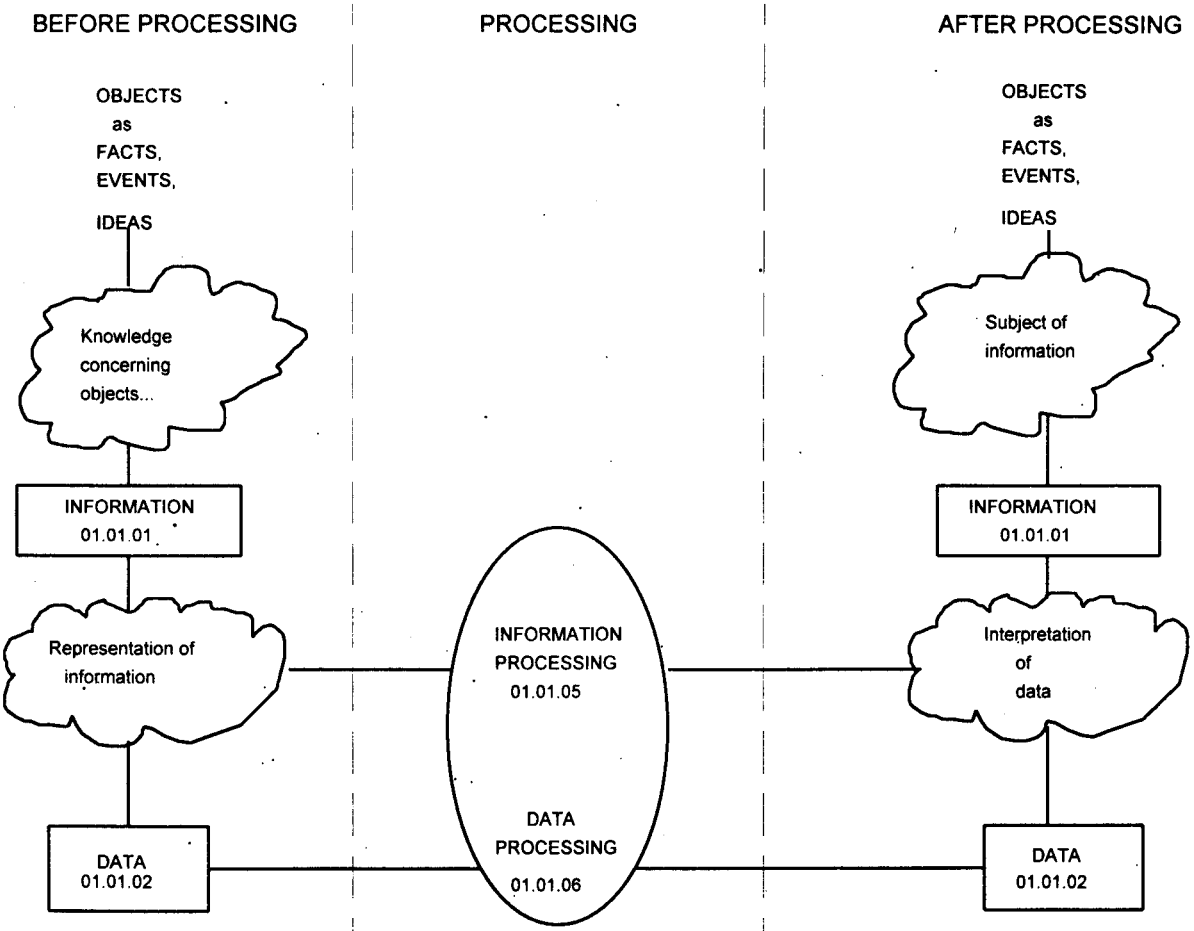 BEFORE PROCESSING
PROCESSING
AFTER PROCESSING
OBJECTS
as
FACTS,
EVENTS,
IDEAS
Knowledge
concerning
objects...
INFORMATION
01.01.01
Representation of
information
DATA
01.01.02
INFORMATION
PROCESSING
01.01.05
DATA
PROCESSING
01.01.06
OBJECTS
as
FACTS,
EVENTS,
IDEAS
Subject of
information
INFORMATION
01.01.01
Interpretation
of
data
DATA
01.01.02